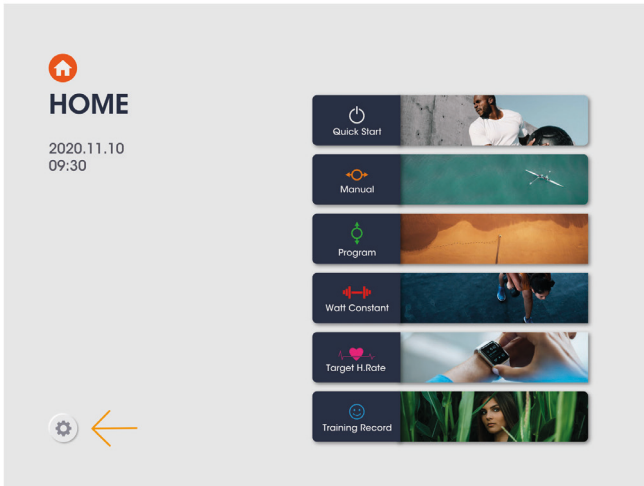 HOME
2020.11.10
09:30
Quick Start
Manual
Program
Watt Constant
Target H.Rate
Training Record